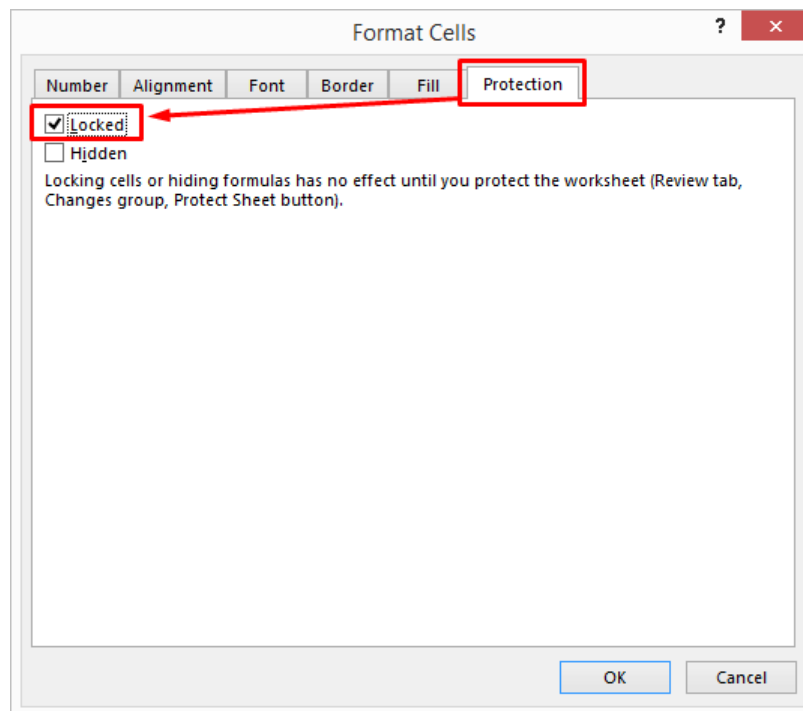 Format Cells
?
Number Alignment Font Border Fill Protection
Locked
Hidden
Locking cells or hiding formulas has no effect until you protect the worksheet (Review tab,
Changes group, Protect Sheet button).
OK Cancel